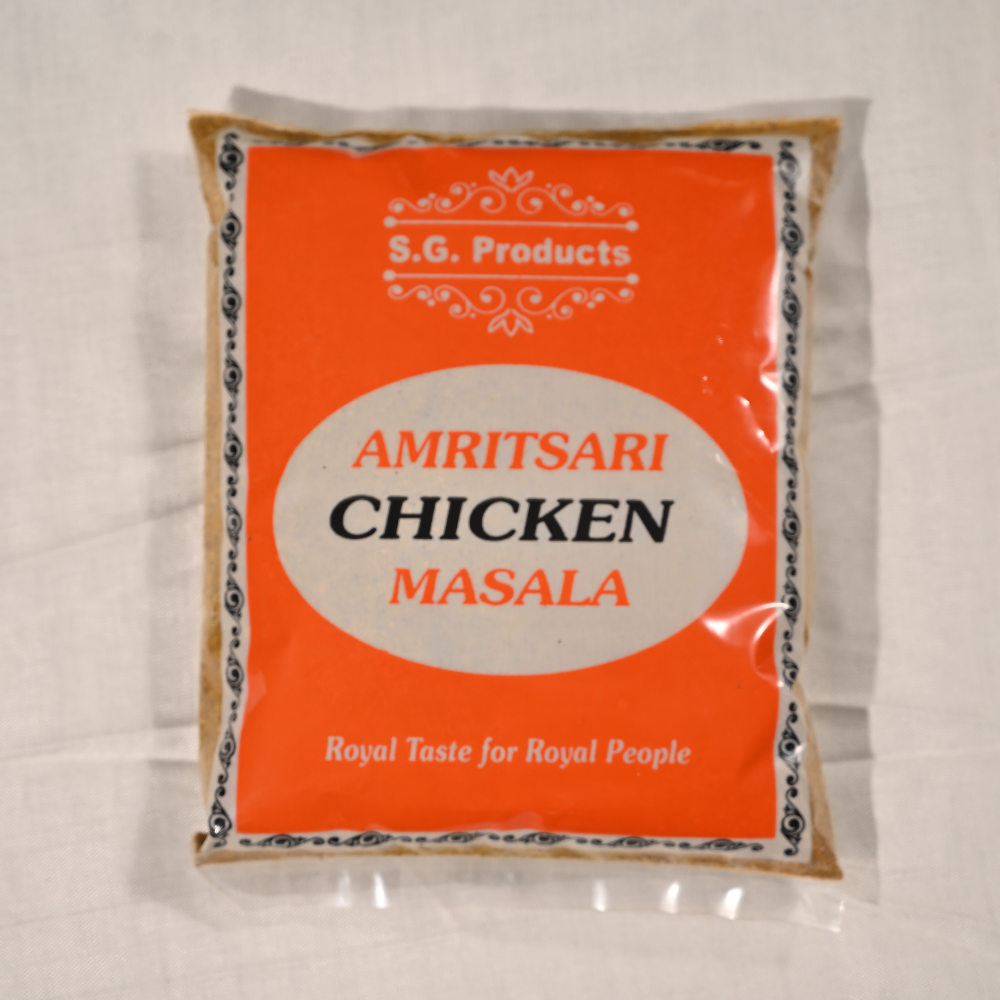 S.G. Products
AMRITSARI
CHICKEN
MASALA
Royal Taste for Royal People